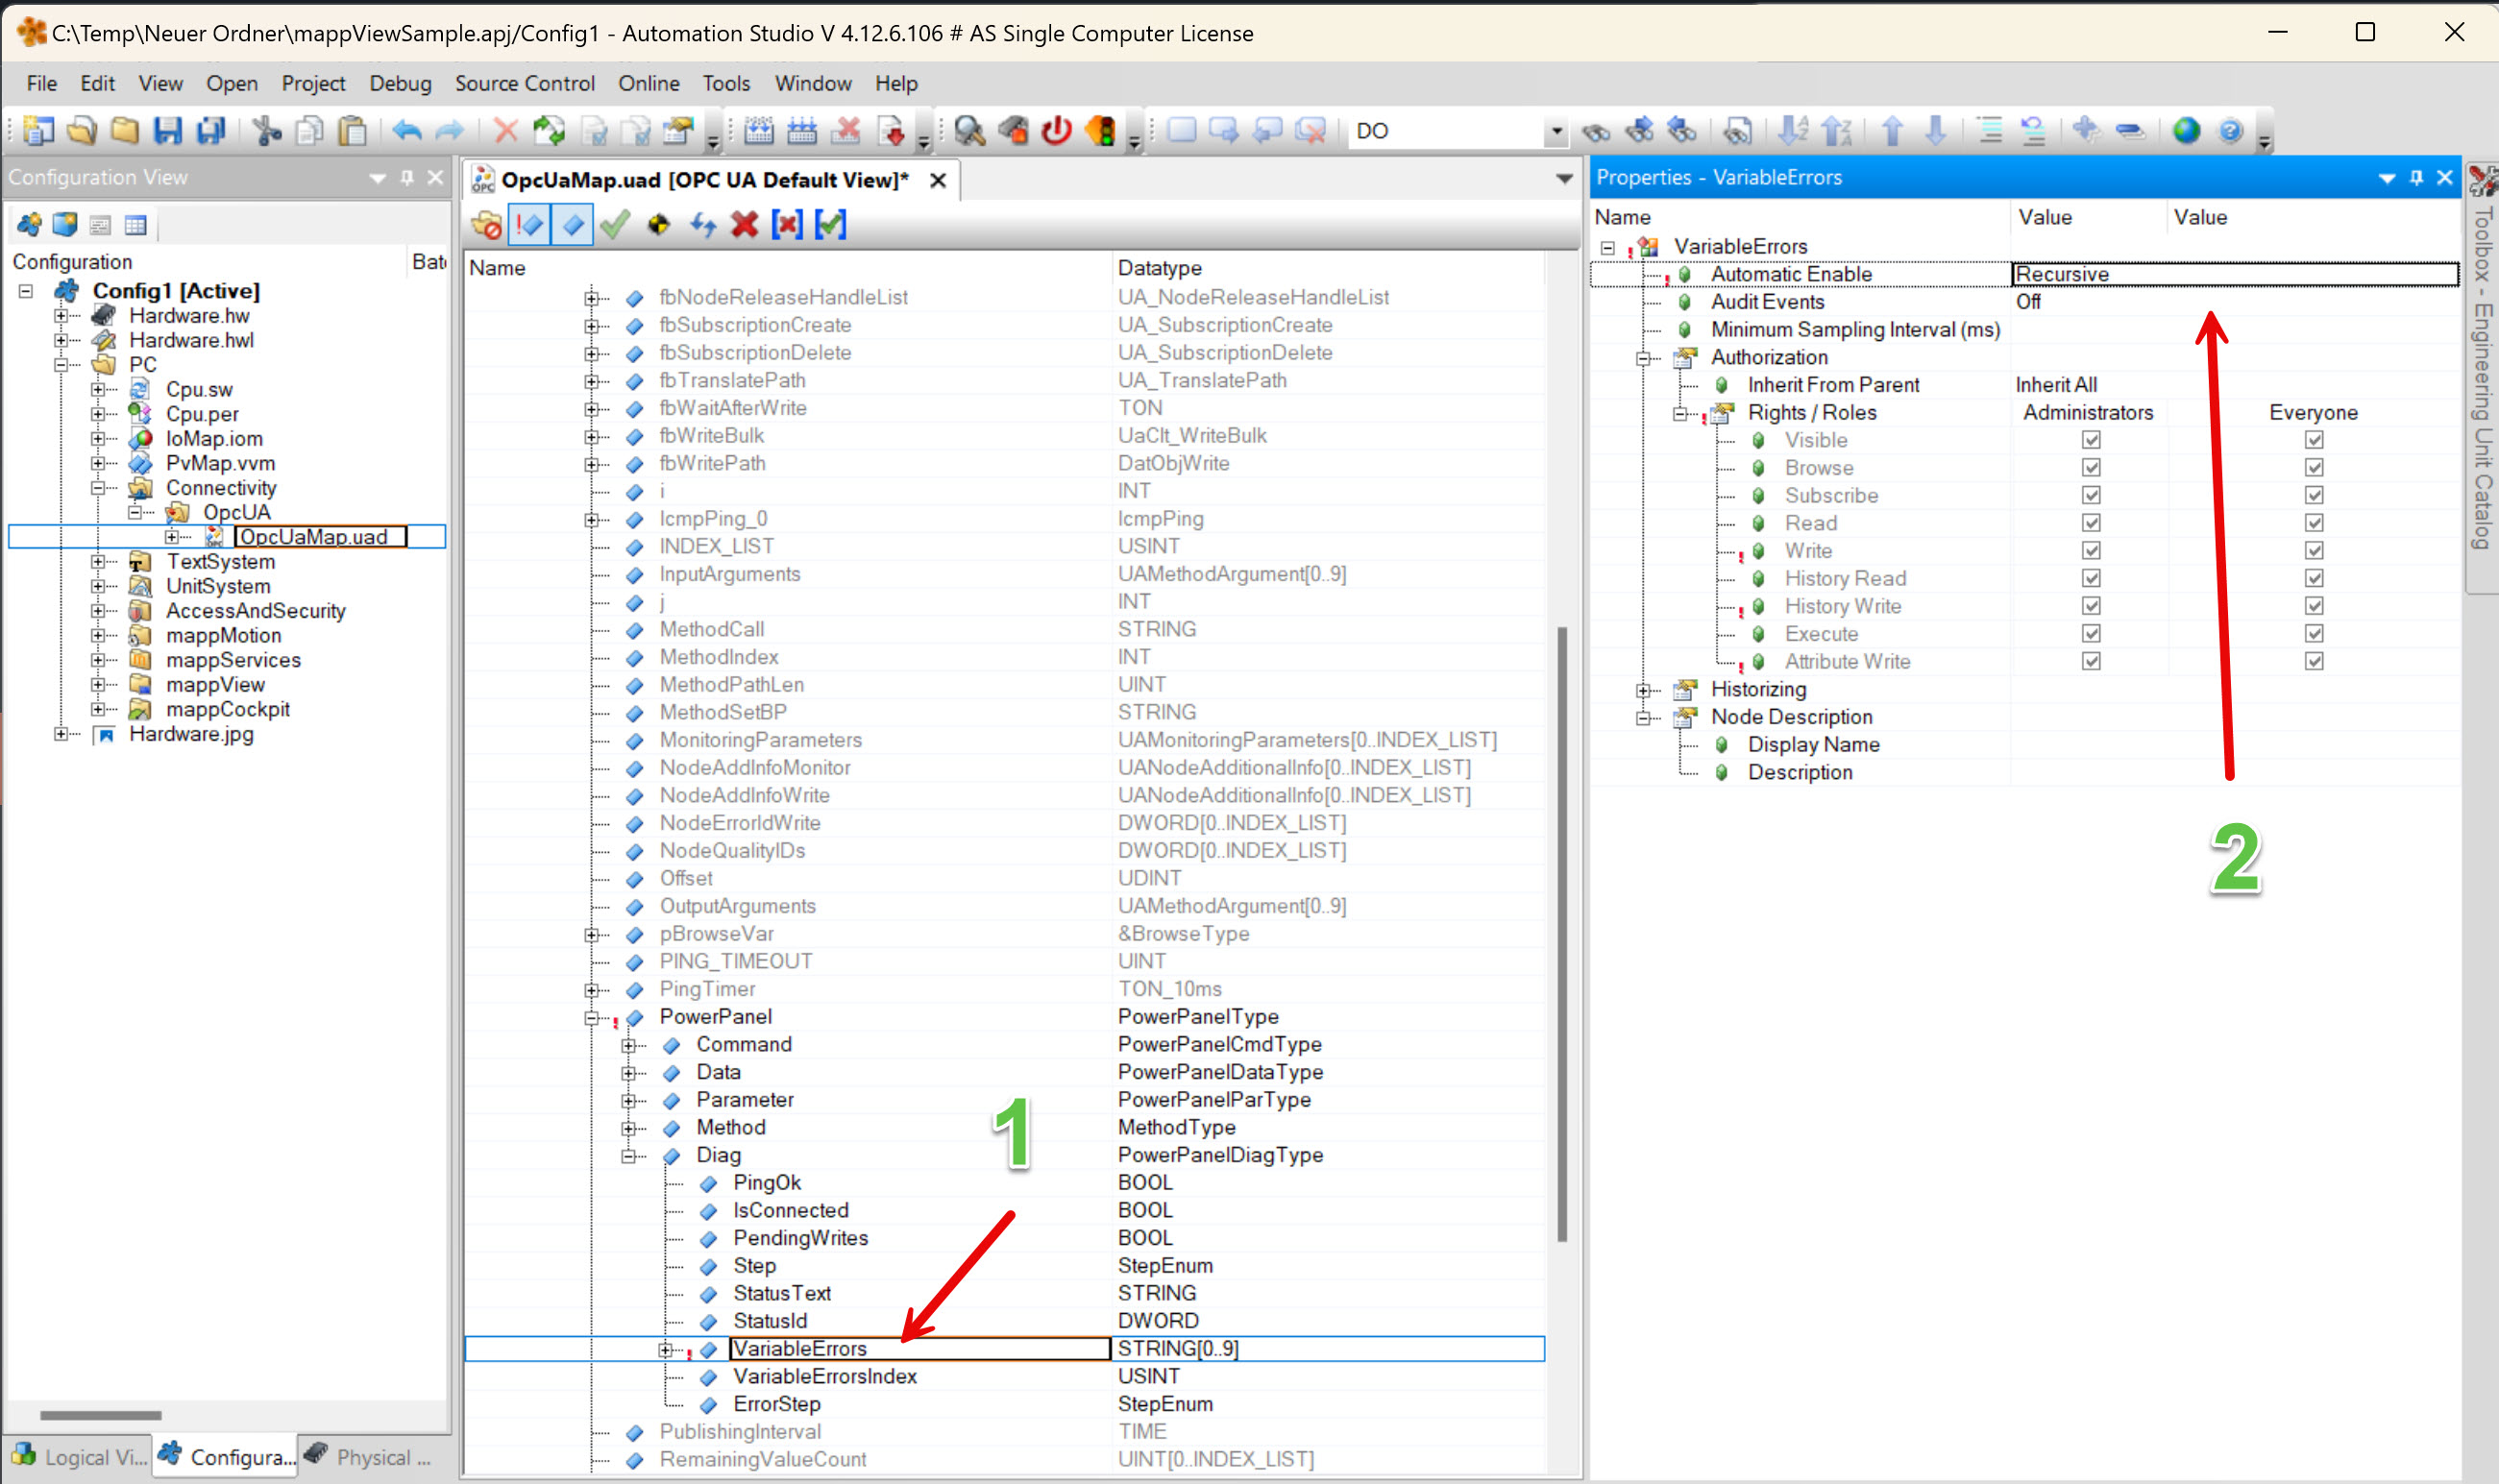 C:\Temp\Neuer Ordner\mappViewSample.apj/Config1 - Automation Studio V 4.12.6.106 # AS Single Computer License
File Edit View Open Project Debug Source Control Online Tools Window Help
DO
Configuration View
Configuration
Config1 [Active]
Hardware.hw
Hardware.hwl
PC
Cpu.sw
Cpu.per
IoMap.iom
PvMap.vvm
Connectivity
OpcUA
OpcUaMap.uad
TextSystem
UnitSystem
AccessAndSecurity
mappMotion
mappServices
mappView
mappCockpit
Hardware.jpg
Logical Vi... Configura... Physical ...
OpcUaMap.uad [OPC UA Default View]*
Name Datatype
fbNodeReleaseHandleList UA_NodeReleaseHandleList
fbSubscriptionCreate UA_SubscriptionCreate
fbSubscriptionDelete UA_SubscriptionDelete
fbTranslatePath UA_TranslatePath
fbWaitAfterWrite TON
fbWriteBulk UaClt_WriteBulk
fbWritePath DatObjWrite
i INT
IcmpPing_0 IcmpPing
INDEX_LIST USINT
InputArguments UAMethodArgument[0..9]
j INT
MethodCall STRING
MethodIndex INT
MethodPathLen UINT
MethodSetBP STRING
MonitoringParameters UAMonitoringParameters[0..INDEX_LIST]
NodeAddInfoMonitor UANodeAdditionalInfo[0..INDEX_LIST]
NodeAddInfoWrite UANodeAdditionalInfo[0..INDEX_LIST]
NodeErrorIdWrite DWORD[0..INDEX_LIST]
NodeQualityIDs DWORD[0..INDEX_LIST]
Offset UDINT
OutputArguments UAMethodArgument[0..9]
pBrowseVar &BrowseType
PING_TIMEOUT UINT
PingTimer TON_10ms
PowerPanel PowerPanelType
Command PowerPanelCmdType
Data PowerPanelDataType
Parameter PowerPanelParType
Method MethodType
Diag PowerPanelDiagType
PingOk BOOL
IsConnected BOOL
PendingWrites BOOL
Step StepEnum
StatusText STRING
StatusId DWORD
VariableErrors STRING[0..9]
VariableErrorsIndex USINT
ErrorStep StepEnum
PublishingInterval TIME
RemainingValueCount UINT[0..INDEX_LIST]
1
Properties - VariableErrors
Name Value Value
VariableErrors
Automatic Enable Recursive
Audit Events Off
Minimum Sampling Interval (ms)
Authorization
Inherit From Parent Inherit All
Rights / Roles Administrators Everyone
Visible
Browse
Subscribe
Read
Write
History Read
History Write
Execute
Attribute Write
Historizing
Node Description
Display Name
Description
2
Toolbox - Engineering Unit Catalog